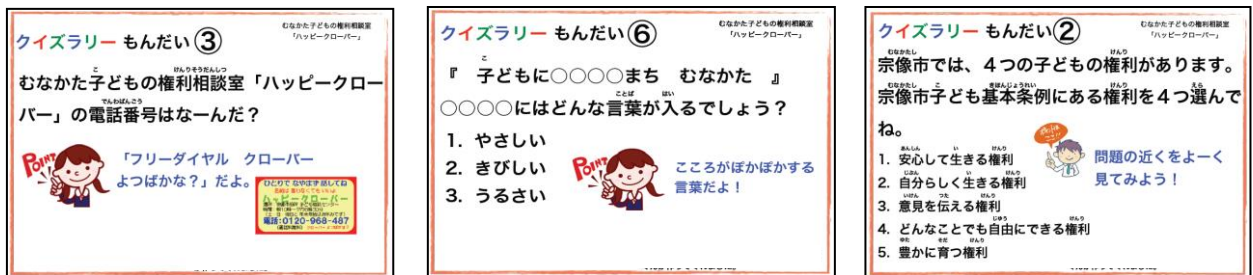 クイズラリー もんだい③
むなかた子どもの権利相談室
「ハッピークローバー」
むなかた子どもの権利相談室「ハッピークロー
バー」の電話番号はなーんだ？
POINT
「フリーダイヤル クローバー
よつばかな？」だよ。
ひとりで なやまず 話してね
ハッピークローバー
電話:0120-968-487
クイズラリー もんだい⑥
むなかた子どもの権利相談室
「ハッピークローバー」
『 子どもに○○○○まち むなかた 』
○○○○にはどんな言葉が入るでしょう？
1. やさしい
2. きびしい
3. うるさい
POINT
こころがぽかぽかする
言葉だよ！
クイズラリー もんだい②
むなかた子どもの権利相談室
「ハッピークローバー」
宗像市では、４つの子どもの権利があります。
宗像市子ども基本条例にある権利を４つ選んで
ね。
1. 安心して生きる権利
2. 自分らしく生きる権利
3. 意見を伝える権利
4. どんなことでも自由にできる権利
5. 豊かに育つ権利
問題の近くをよーく
見てみよう！